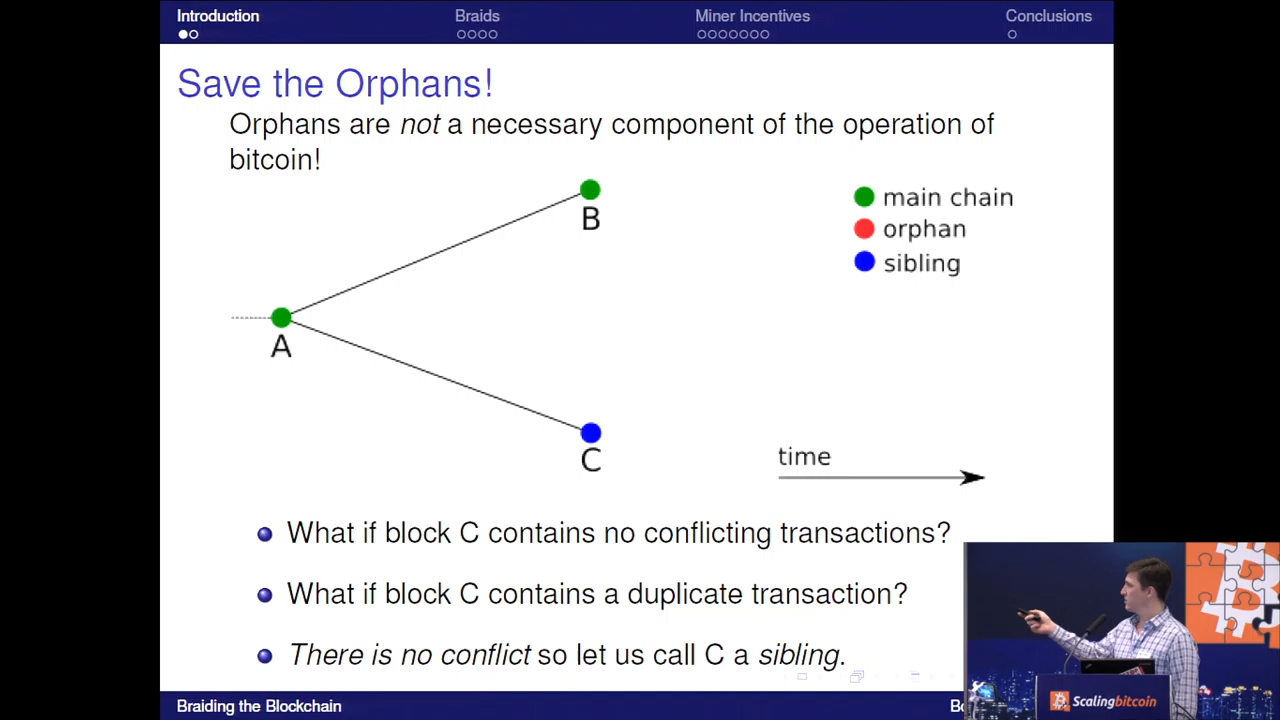 Introduction
Braids
Miner Incentives
Conclusions
Save the Orphans!
Orphans are not a necessary component of the operation of
bitcoin!
B
A
C
main chain
orphan
sibling
time
What if block C contains no conflicting transactions?
What if block C contains a duplicate transaction?
There is no conflict so let us call C a sibling.
Braiding the Blockchain
Scalingbitcoin